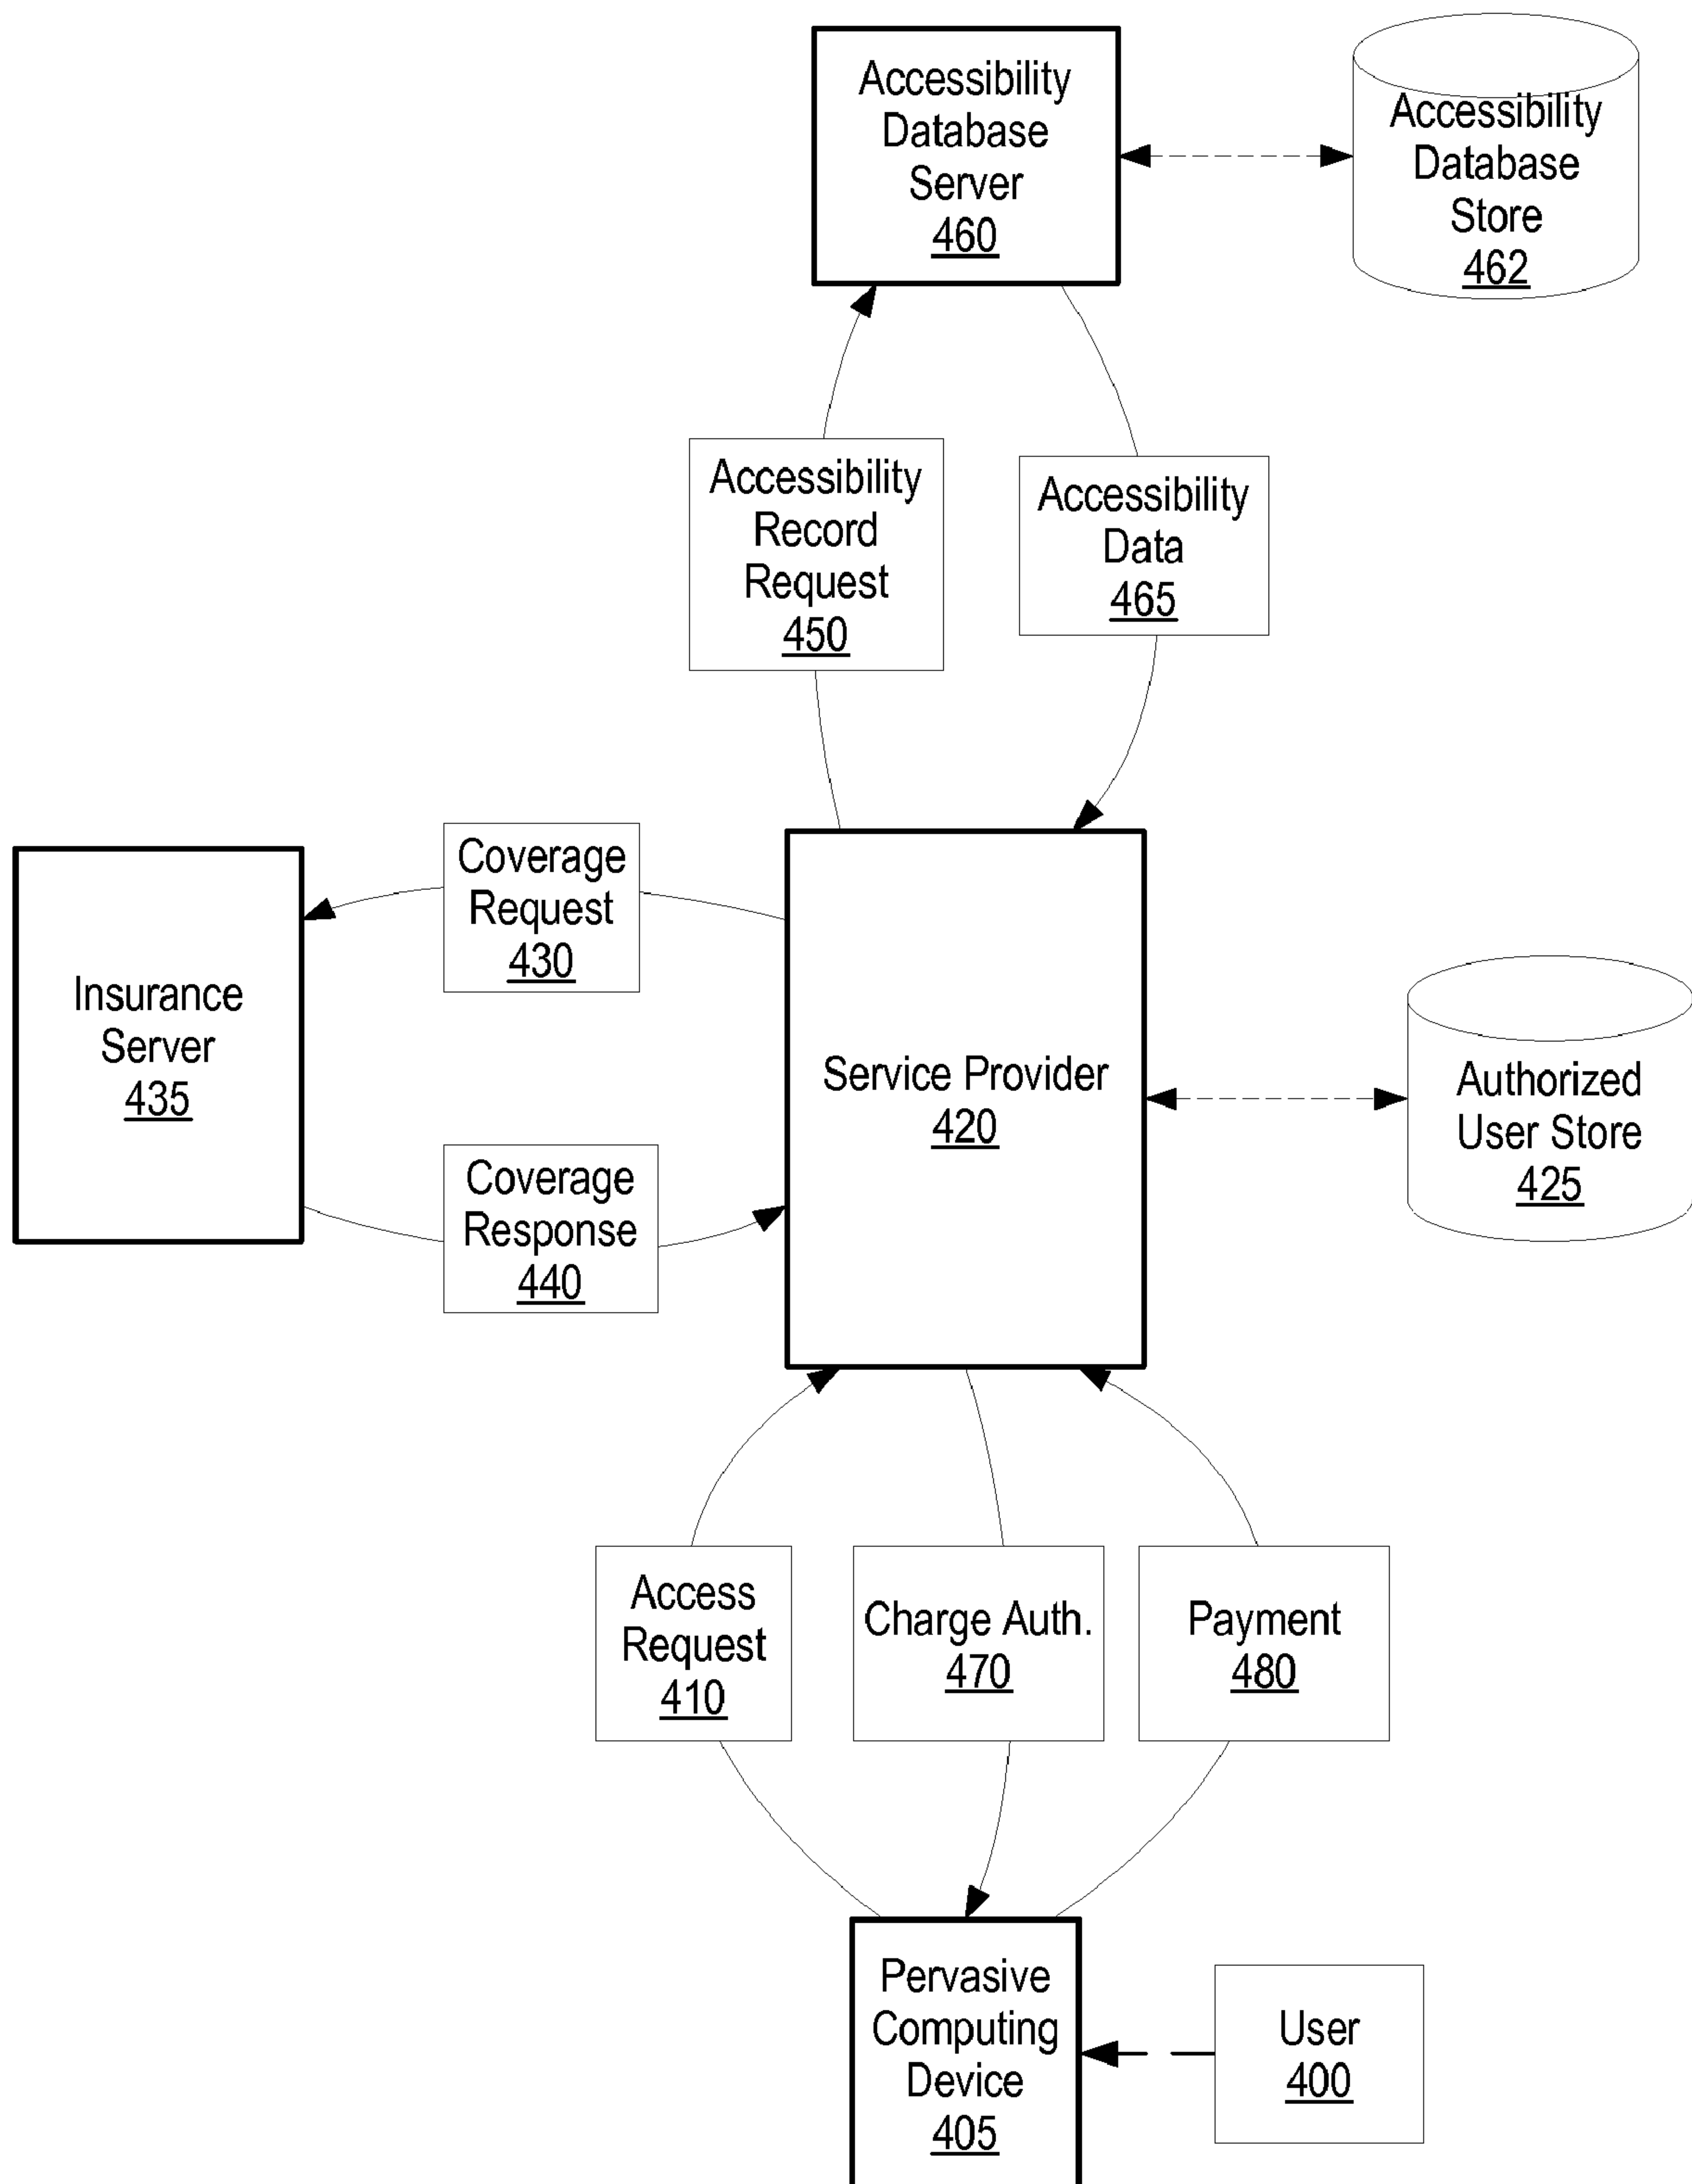 Accessibility
Database
Server
460
Accessibility
Database
Store
462
Accessibility
Record
Request
450
Accessibility
Data
465
Coverage
Request
430
Insurance
Server
435
Service Provider
420
Authorized
User Store
425
Coverage
Response
440
Access
Request
410
Charge Auth.
470
Payment
480
Pervasive
Computing
Device
405
User
400